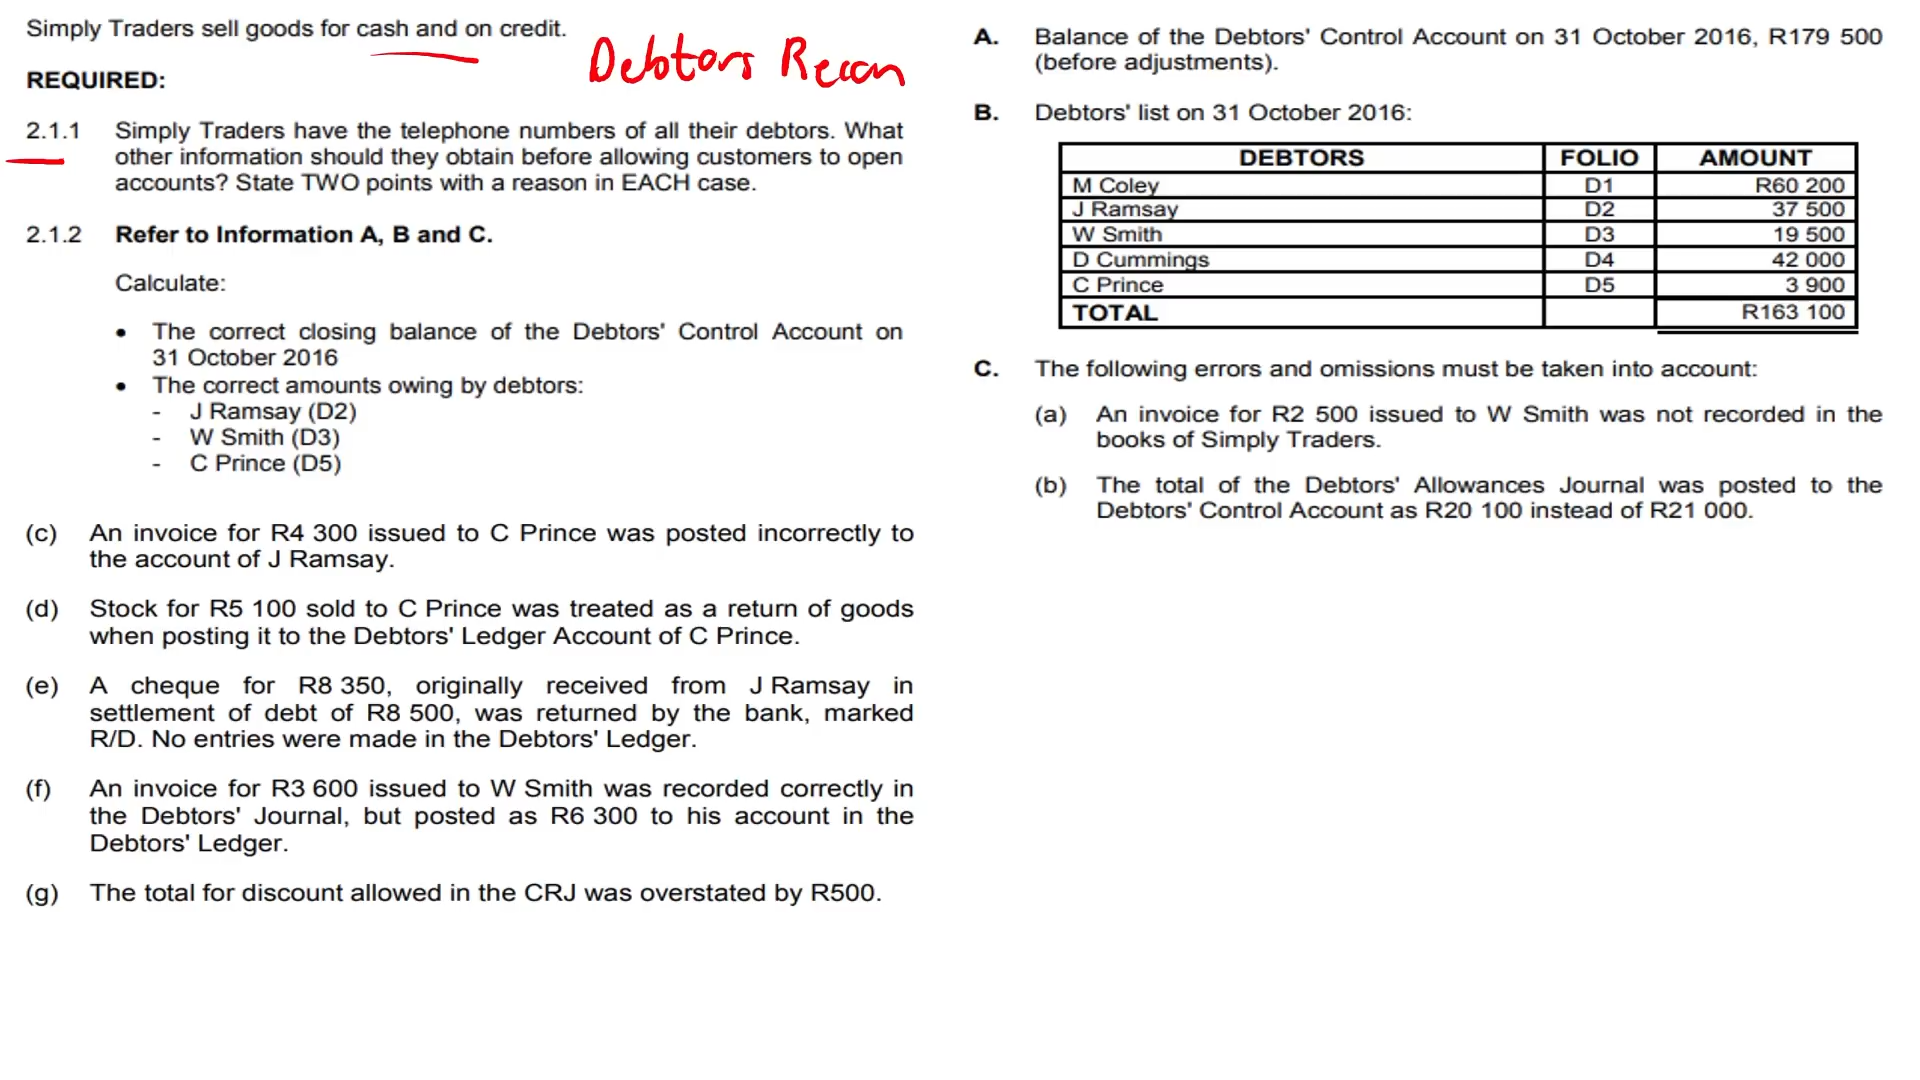 Simply Traders sell goods for cash and on credit.
Debtors Recon
REQUIRED:
2.1.1 Simply Traders have the telephone numbers of all their debtors. What
other information should they obtain before allowing customers to open
accounts? State TWO points with a reason in EACH case.
2.1.2 Refer to Information A, B and C.
Calculate:
• The correct closing balance of the Debtors' Control Account on
31 October 2016
• The correct amounts owing by debtors:
- J Ramsay (D2)
- W Smith (D3)
- C Prince (D5)
(c) An invoice for R4 300 issued to C Prince was posted incorrectly to
the account of J Ramsay.
(d) Stock for R5 100 sold to C Prince was treated as a return of goods
when posting it to the Debtors' Ledger Account of C Prince.
(e) A cheque for R8 350, originally received from J Ramsay in
settlement of debt of R8 500, was returned by the bank, marked
R/D. No entries were made in the Debtors' Ledger.
(f) An invoice for R3 600 issued to W Smith was recorded correctly in
the Debtors' Journal, but posted as R6 300 to his account in the
Debtors' Ledger.
(g) The total for discount allowed in the CRJ was overstated by R500.
A. Balance of the Debtors' Control Account on 31 October 2016, R179 500
(before adjustments).
B. Debtors' list on 31 October 2016:
DEBTORS FOLIO AMOUNT
M Coley D1 R60 200
J Ramsay D2 37 500
W Smith D3 19 500
D Cummings D4 42 000
C Prince D5 3 900
TOTAL R163 100
C. The following errors and omissions must be taken into account:
(a) An invoice for R2 500 issued to W Smith was not recorded in the
books of Simply Traders.
(b) The total of the Debtors' Allowances Journal was posted to the
Debtors' Control Account as R20 100 instead of R21 000.